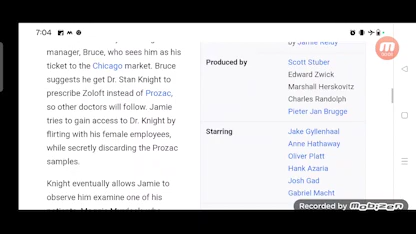 7:04
manager, Bruce, who sees him as his
ticket to the Chicago market. Bruce
suggests he get Dr. Stan Knight to
prescribe Zoloft instead of Prozac,
so other doctors will follow. Jamie
tries to gain access to Dr. Knight by
flirting with his female employees,
while secretly discarding the Prozac
samples.
Knight eventually allows Jamie to
observe him examine one of his
by Jamie Reidy
Produced by
Scott Stuber
Edward Zwick
Marshall Herskovitz
Charles Randolph
Pieter Jan Brugge
Starring
Jake Gyllenhaal
Anne Hathaway
Oliver Platt
Hank Azaria
Josh Gad
Gabriel Macht
Recorded by mobizen